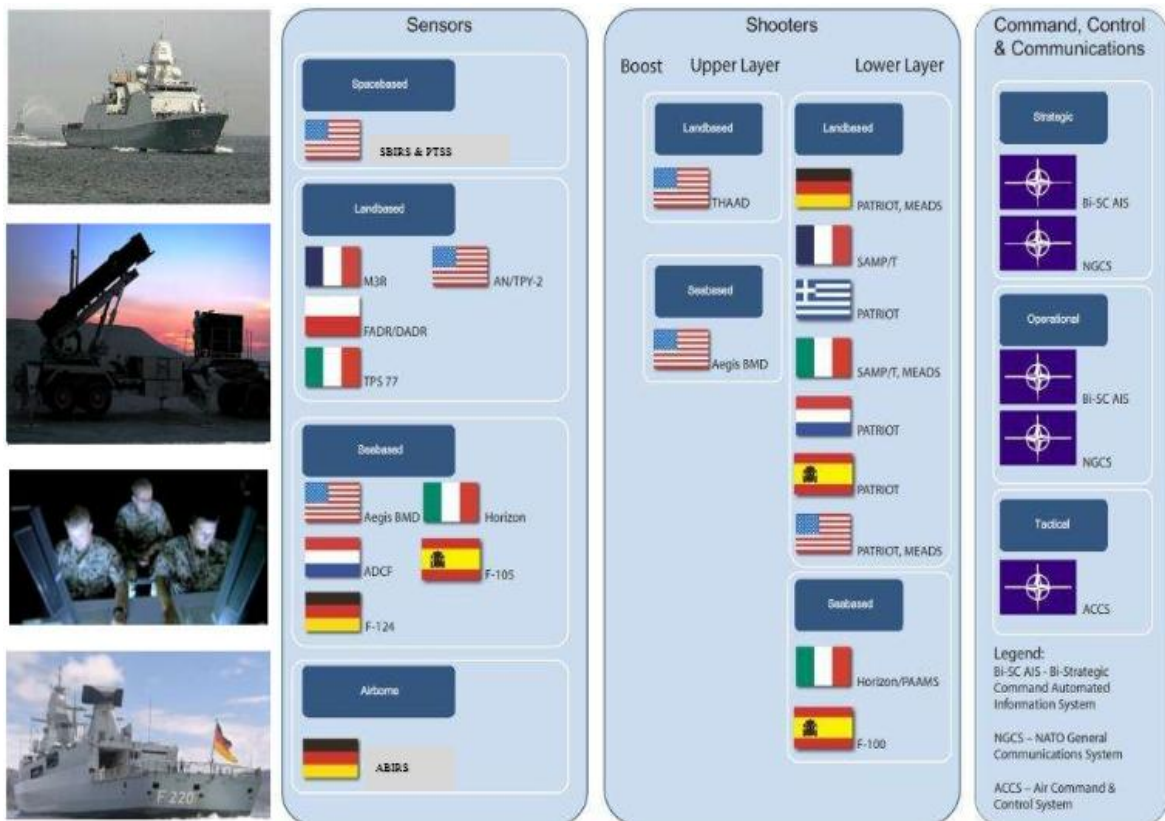 Sensors
Spacebased
SBIRS & PTSS
Landbased
M3R
AN/TPY-2
FADR/DADR
TPS 77
Seabased
Aegis BMD
Horizon
ADCF
F-105
F-124
Airborne
ABIRS
F 220
Shooters
Boost Upper Layer Lower Layer
Landbased
THAAD
Seabased
Aegis BMD
Landbased
PATRIOT, MEADS
SAMP/T
PATRIOT
SAMP/T, MEADS
PATRIOT
PATRIOT
PATRIOT, MEADS
Seabased
Horizon/PAAMS
F-100
Command, Control
& Communications
Strategic
Bi-SC AIS
NGCS
Operational
Bi-SC AIS
NGCS
Tactical
ACCS
Legend:
Bi-SC AIS - Bi-Strategic
Command Automated
Information System
NGCS – NATO General
Communications System
ACCS – Air Command &
Control System